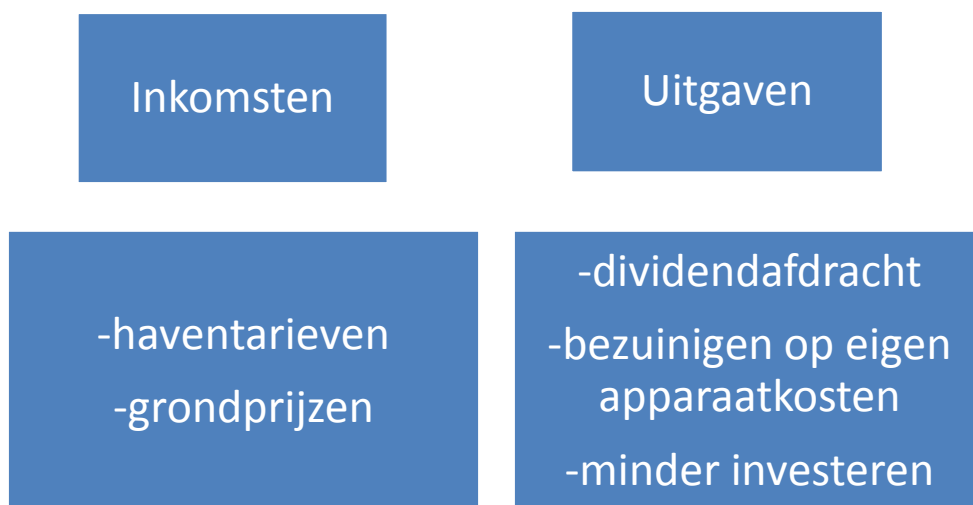 Inkomsten
Uitgaven
-haventarieven
-grondprijzen
-dividendafdracht
-bezuinigen op eigen
apparaatkosten
-minder investeren